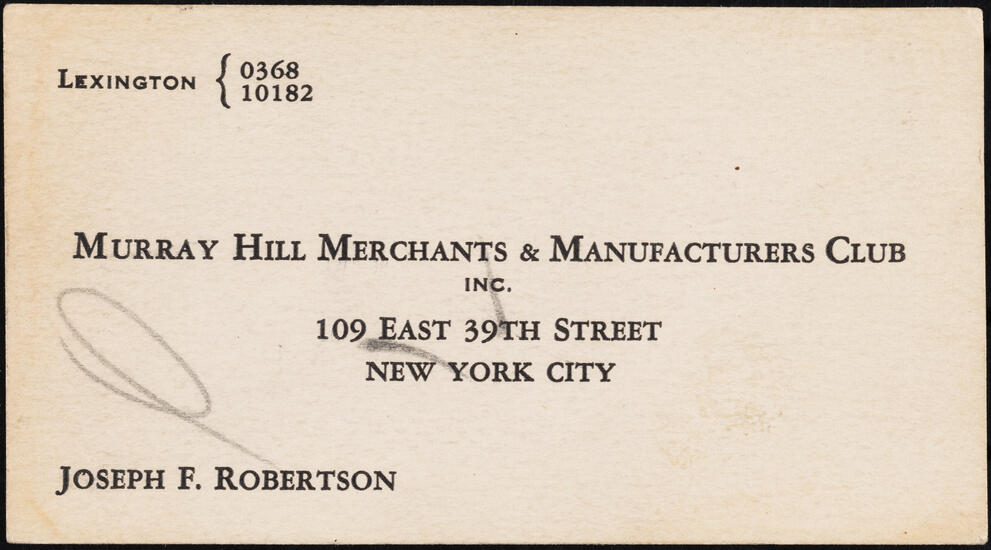 LEXINGTON { 0368
10182
MURRAY HILL MERCHANTS & MANUFACTURERS CLUB
INC.
109 EAST 39TH STREET
NEW YORK CITY
JOSEPH F. ROBERTSON